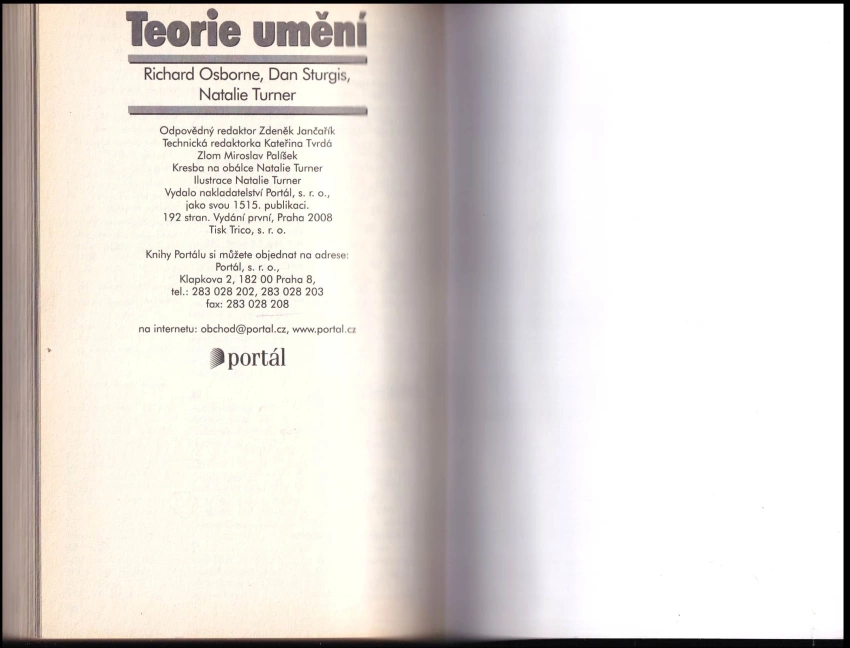 Teorie umění
Richard Osborne, Dan Sturgis,
Natalie Turner
Odpovědný redaktor Zdeněk Jančařík
Technická redaktorka Kateřina Tvrdá
Zlom Miroslav Palíšek
Kresba na obálce Natalie Turner
Ilustrace Natalie Turner
Vydalo nakladatelství Portál, s. r. o.,
jako svou 1515. publikaci.
192 stran. Vydání první, Praha 2008
Tisk Trico, s. r. o.
Knihy Portálu si můžete objednat na adrese:
Portál, s. r. o.,
Klapkova 2, 182 00 Praha 8,
tel.: 283 028 202, 283 028 203
fax: 283 028 208
na internetu: obchod@portal.cz, www.portal.cz
portál